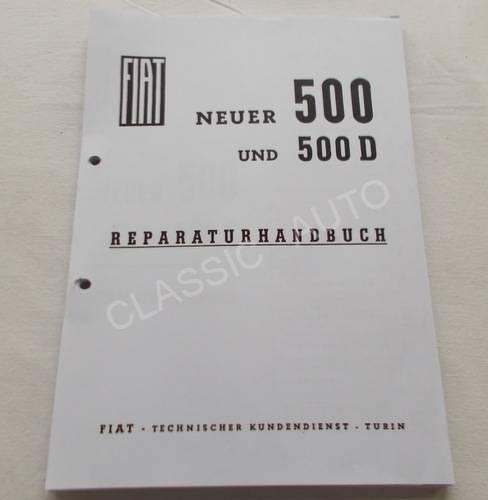 FIAT
NEUER 500
UND 500 D
REPARATURHANDBUCH
CLASSIC AUTO
FIAT - TECHNISCHER KUNDENDIENST - TURIN